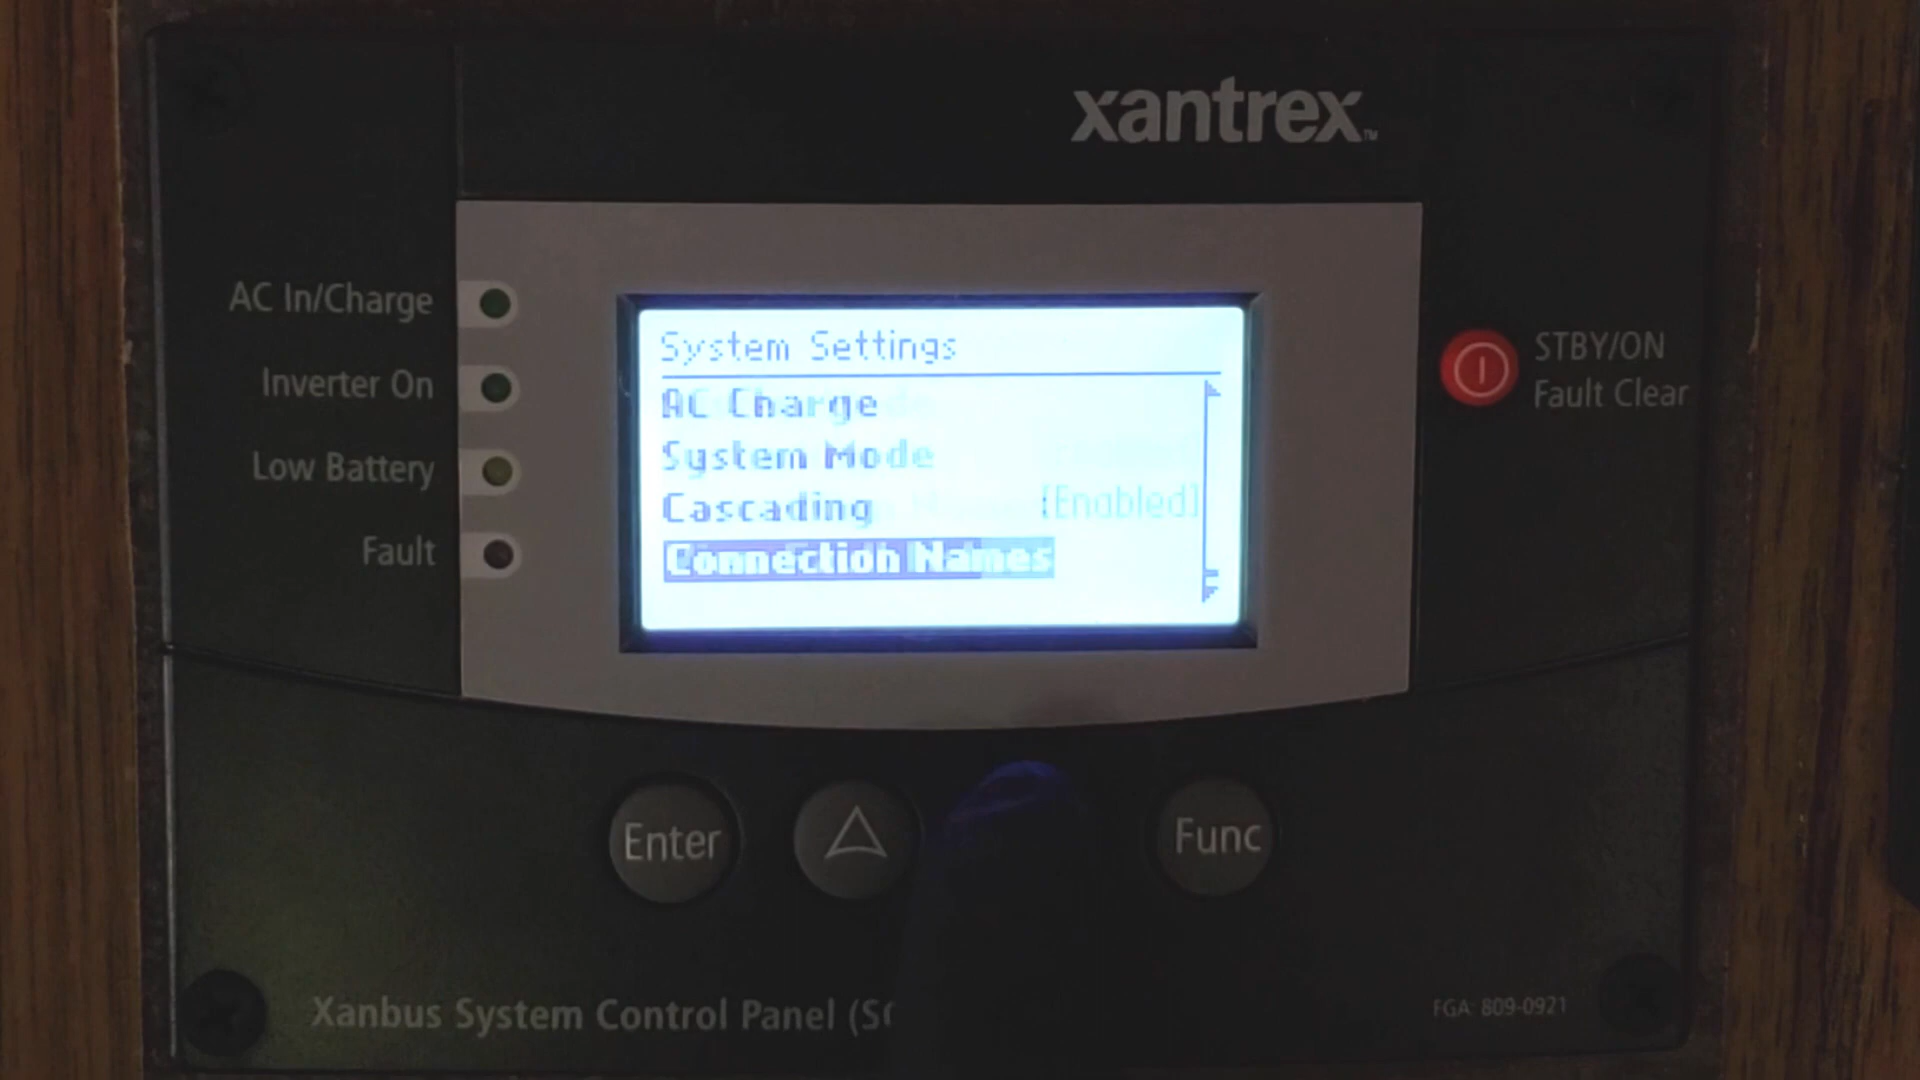 xantrex™
AC In/Charge
Inverter On
Low Battery
Fault
System Settings
AC Charge
System Mode
Cascading [Enabled]
Connection Names
STBY/ON
Fault Clear
Enter
Func
Xanbus System Control Panel
FGA: 809-0921